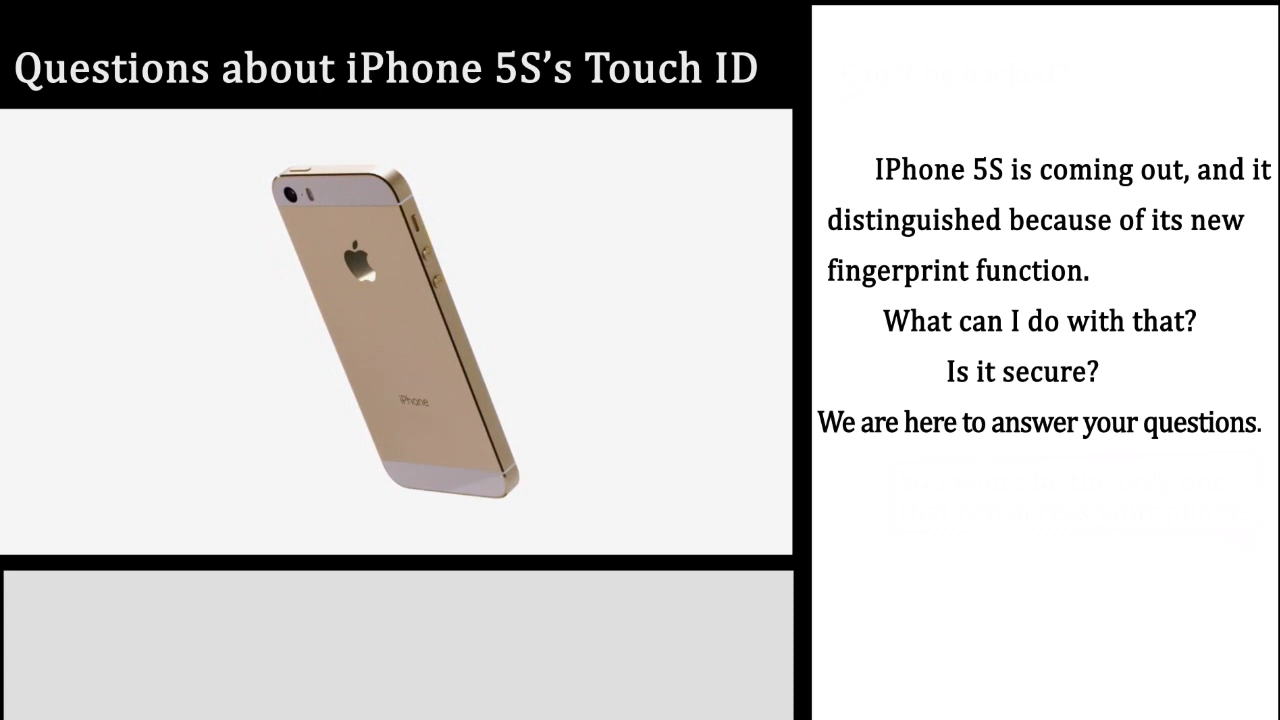 Questions about iPhone 5S’s Touch ID
IPhone 5S is coming out, and it
distinguished because of its new
fingerprint function.
What can I do with that?
Is it secure?
We are here to answer your questions.
iPhone